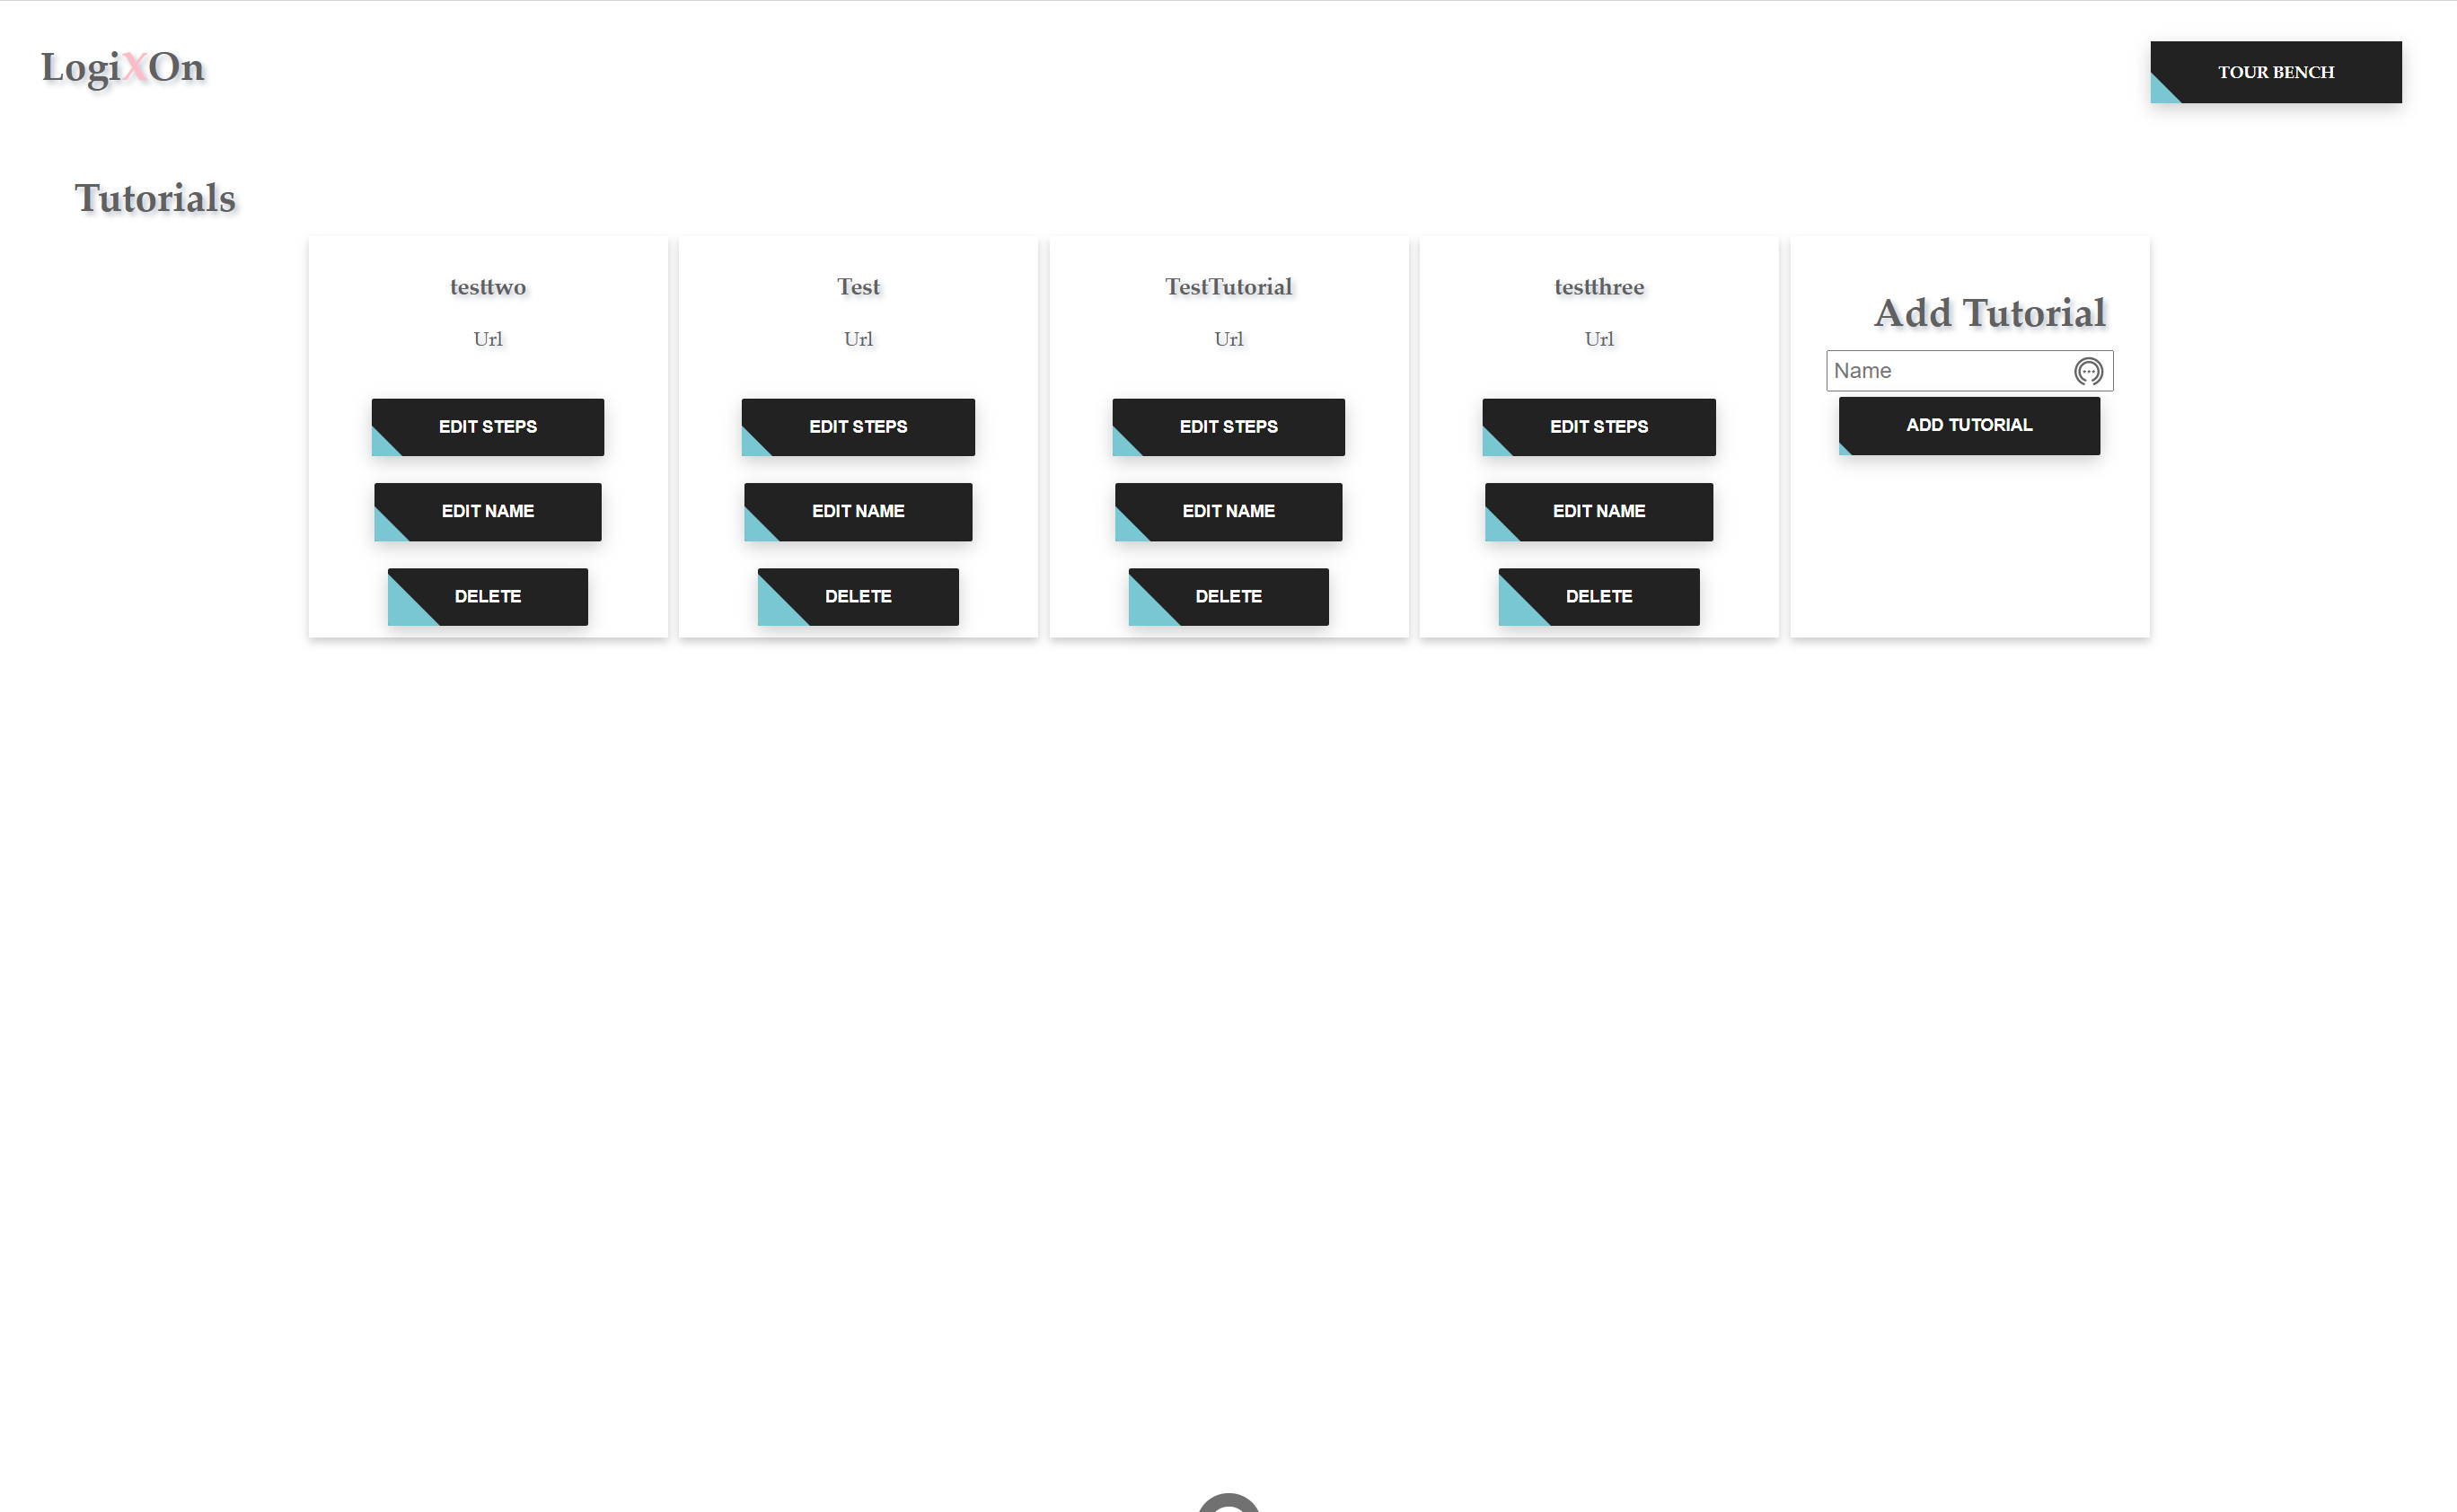 LogiXOn
TOUR BENCH
Tutorials
testtwo
Url
EDIT STEPS
EDIT NAME
DELETE
Test
Url
EDIT STEPS
EDIT NAME
DELETE
TestTutorial
Url
EDIT STEPS
EDIT NAME
DELETE
testthree
Url
EDIT STEPS
EDIT NAME
DELETE
Add Tutorial
Name
ADD TUTORIAL